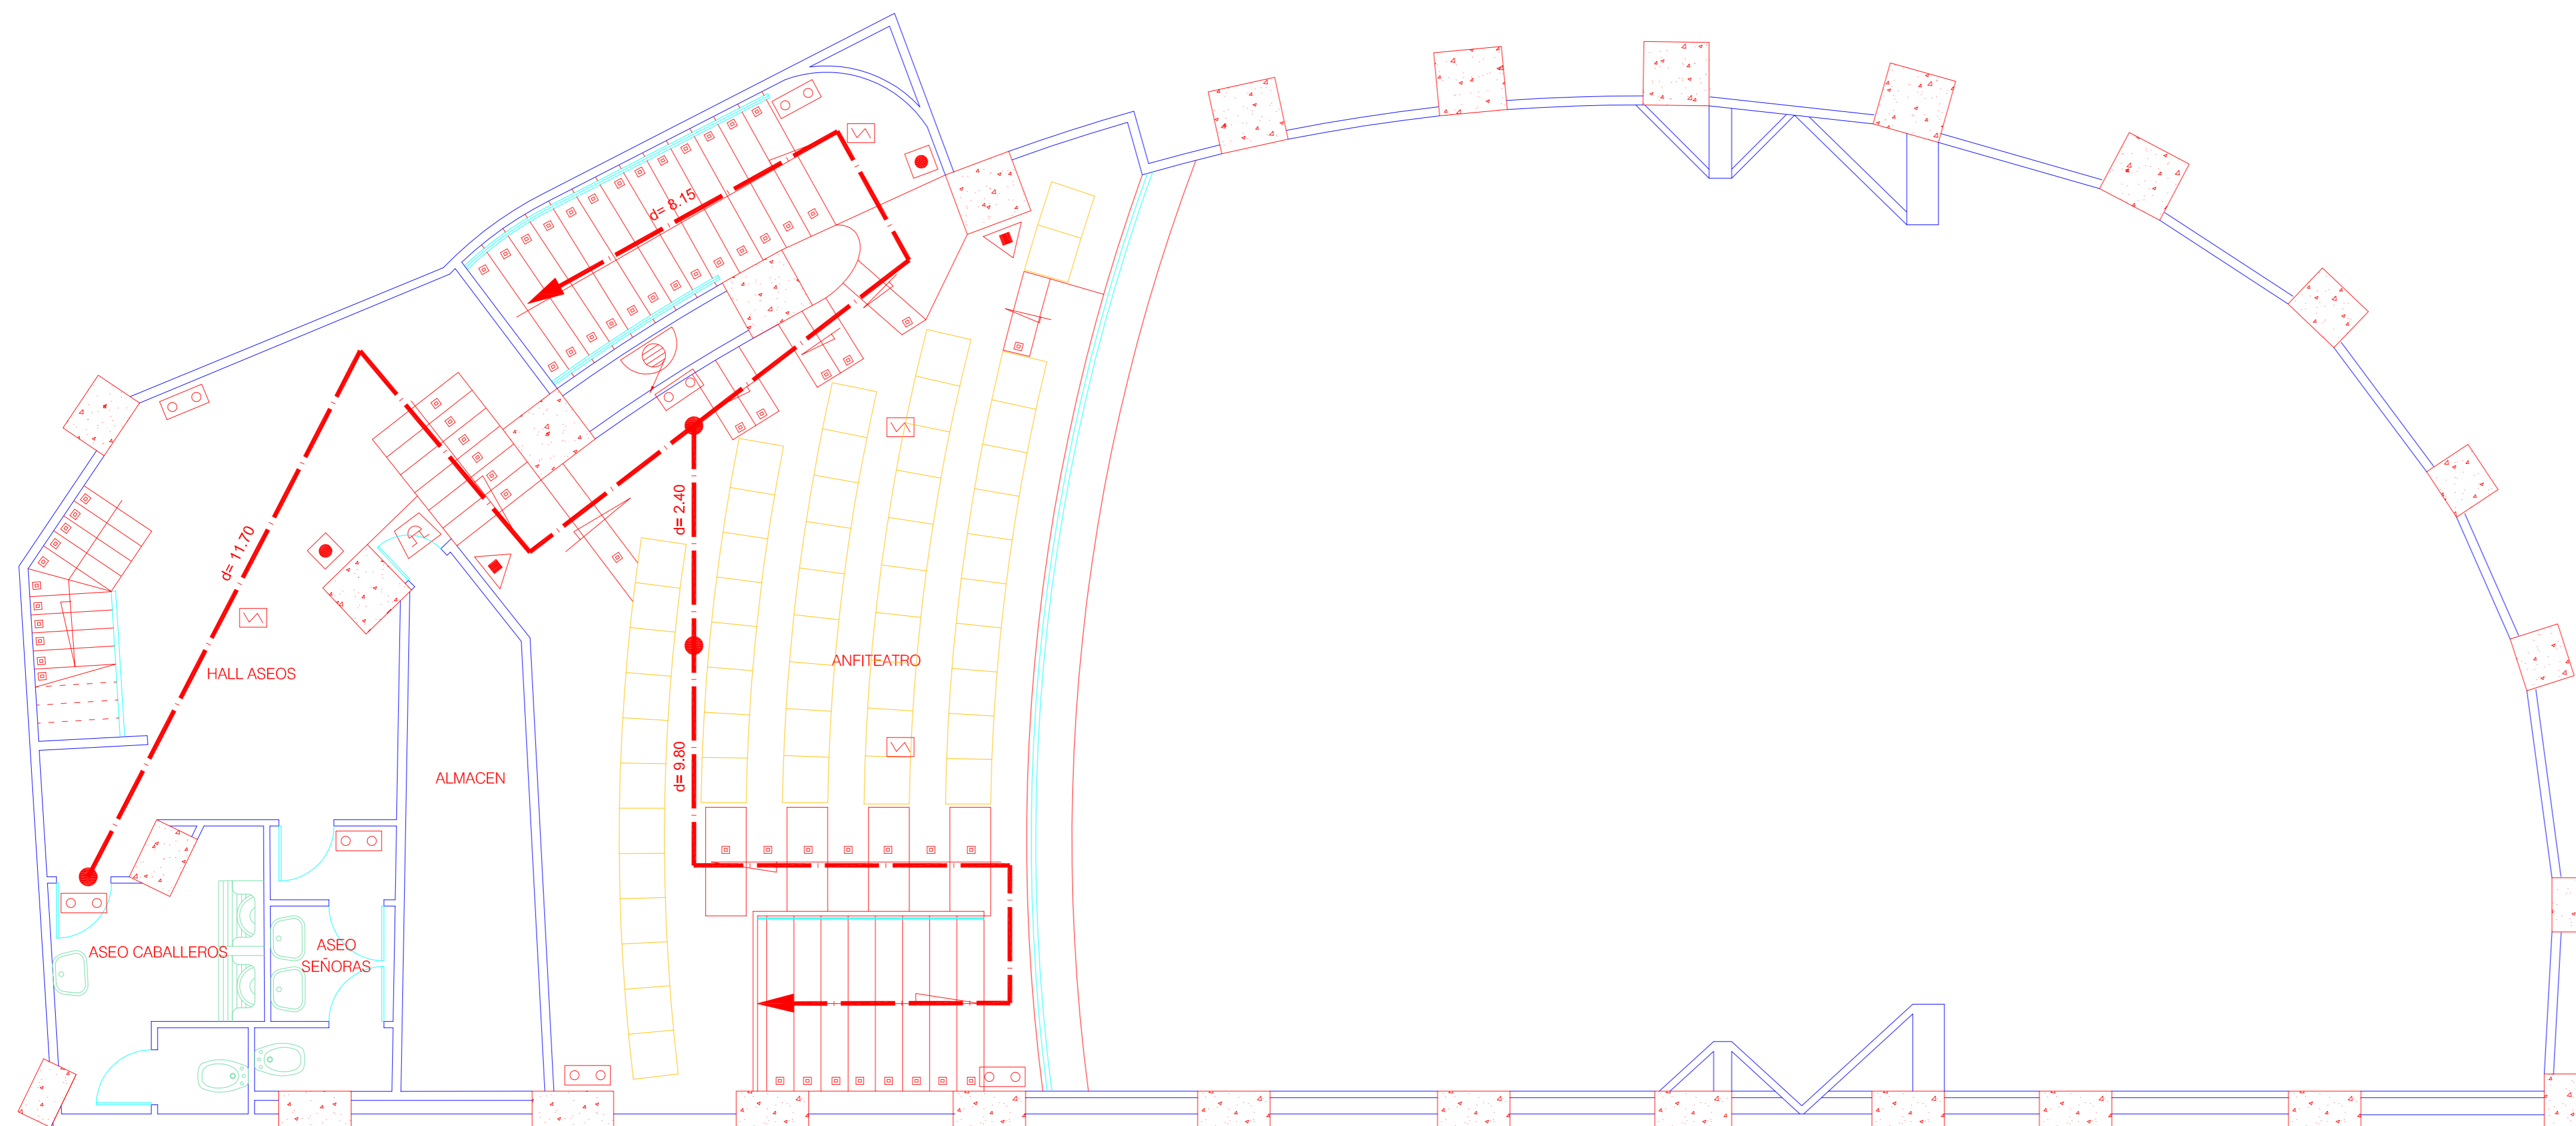 d= 8.15
d= 11.70
d= 2.40
HALL ASEOS
ANFITEATRO
d= 9.80
ALMACEN
ASEO CABALLEROS
ASEO
SEÑORAS